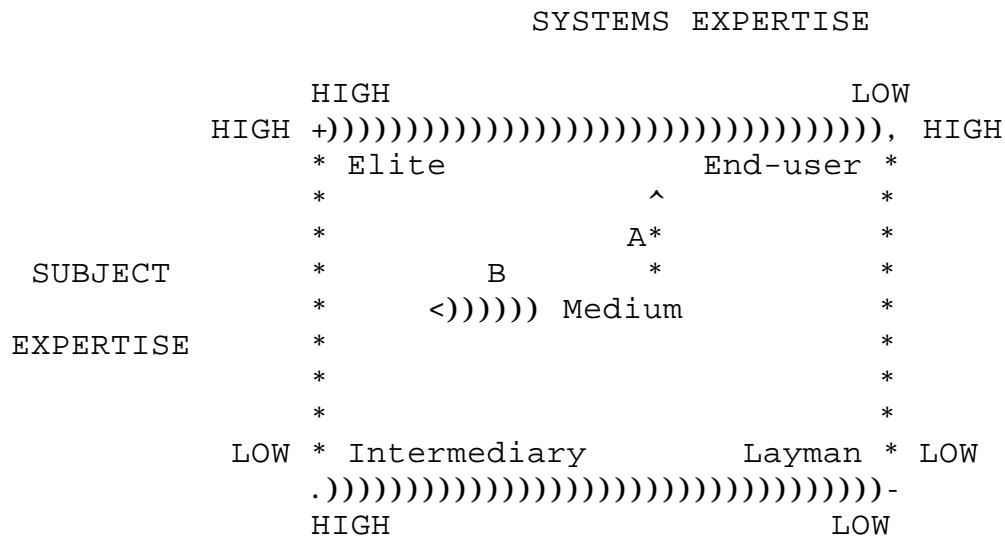 SYSTEMS EXPERTISE
HIGH LOW
HIGH +))))))))))))))))))))))))))))))))))), HIGH
* Elite End-user *
* ^ *
* A* *
SUBJECT * B * *
* <)))))) Medium *
EXPERTISE * *
* *
* *
LOW * Intermediary Layman * LOW
.)))))))))))))))))))))))))))))))))))-
HIGH LOW